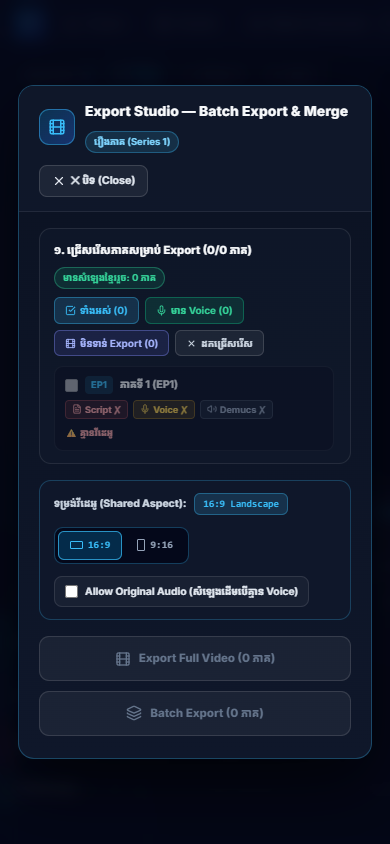 Export Studio — Batch Export & Merge
រឿងភាគ (Series 1)
✕ បិទ (Close)
១. ជ្រើសរើសភាគសម្រាប់ Export (0/0 ភាគ)
មានសំឡេងខ្មែររួច: 0 ភាគ
ទាំងអស់ (0)
មាន Voice (0)
មិនទាន់ Export (0)
ដកជ្រើសរើស
EP1 ភាគទី 1 (EP1)
Script ✗ Voice ✗ Demucs ✗
គ្មានវីដេអូ
ទម្រង់វីដេអូ (Shared Aspect): 16:9 Landscape
16:9 9:16
Allow Original Audio (សំឡេងដើមបើគ្មាន Voice)
Export Full Video (0 ភាគ)
Batch Export (0 ភាគ)